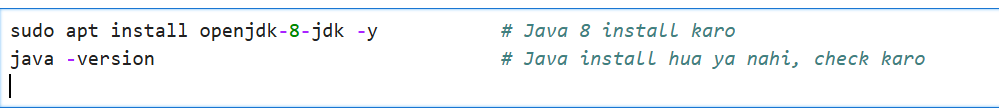 sudo apt install openjdk-8-jdk -y # Java 8 install karo
java -version # Java install hua ya nahi, check karo